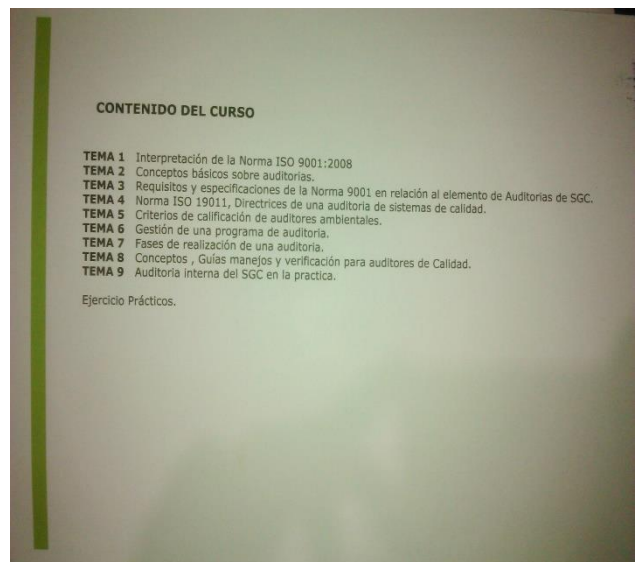 CONTENIDO DEL CURSO
TEMA 1 Interpretación de la Norma ISO 9001:2008
TEMA 2 Conceptos básicos sobre auditorias.
TEMA 3 Requisitos y especificaciones de la Norma 9001 en relación al elemento de Auditorias de SGC.
TEMA 4 Norma ISO 19011, Directrices de una auditoria de sistemas de calidad.
TEMA 5 Criterios de calificación de auditores ambientales.
TEMA 6 Gestión de una programa de auditoria.
TEMA 7 Fases de realización de una auditoria.
TEMA 8 Conceptos , Guías manejos y verificación para auditores de Calidad.
TEMA 9 Auditoria interna del SGC en la practica.
Ejercicio Prácticos.